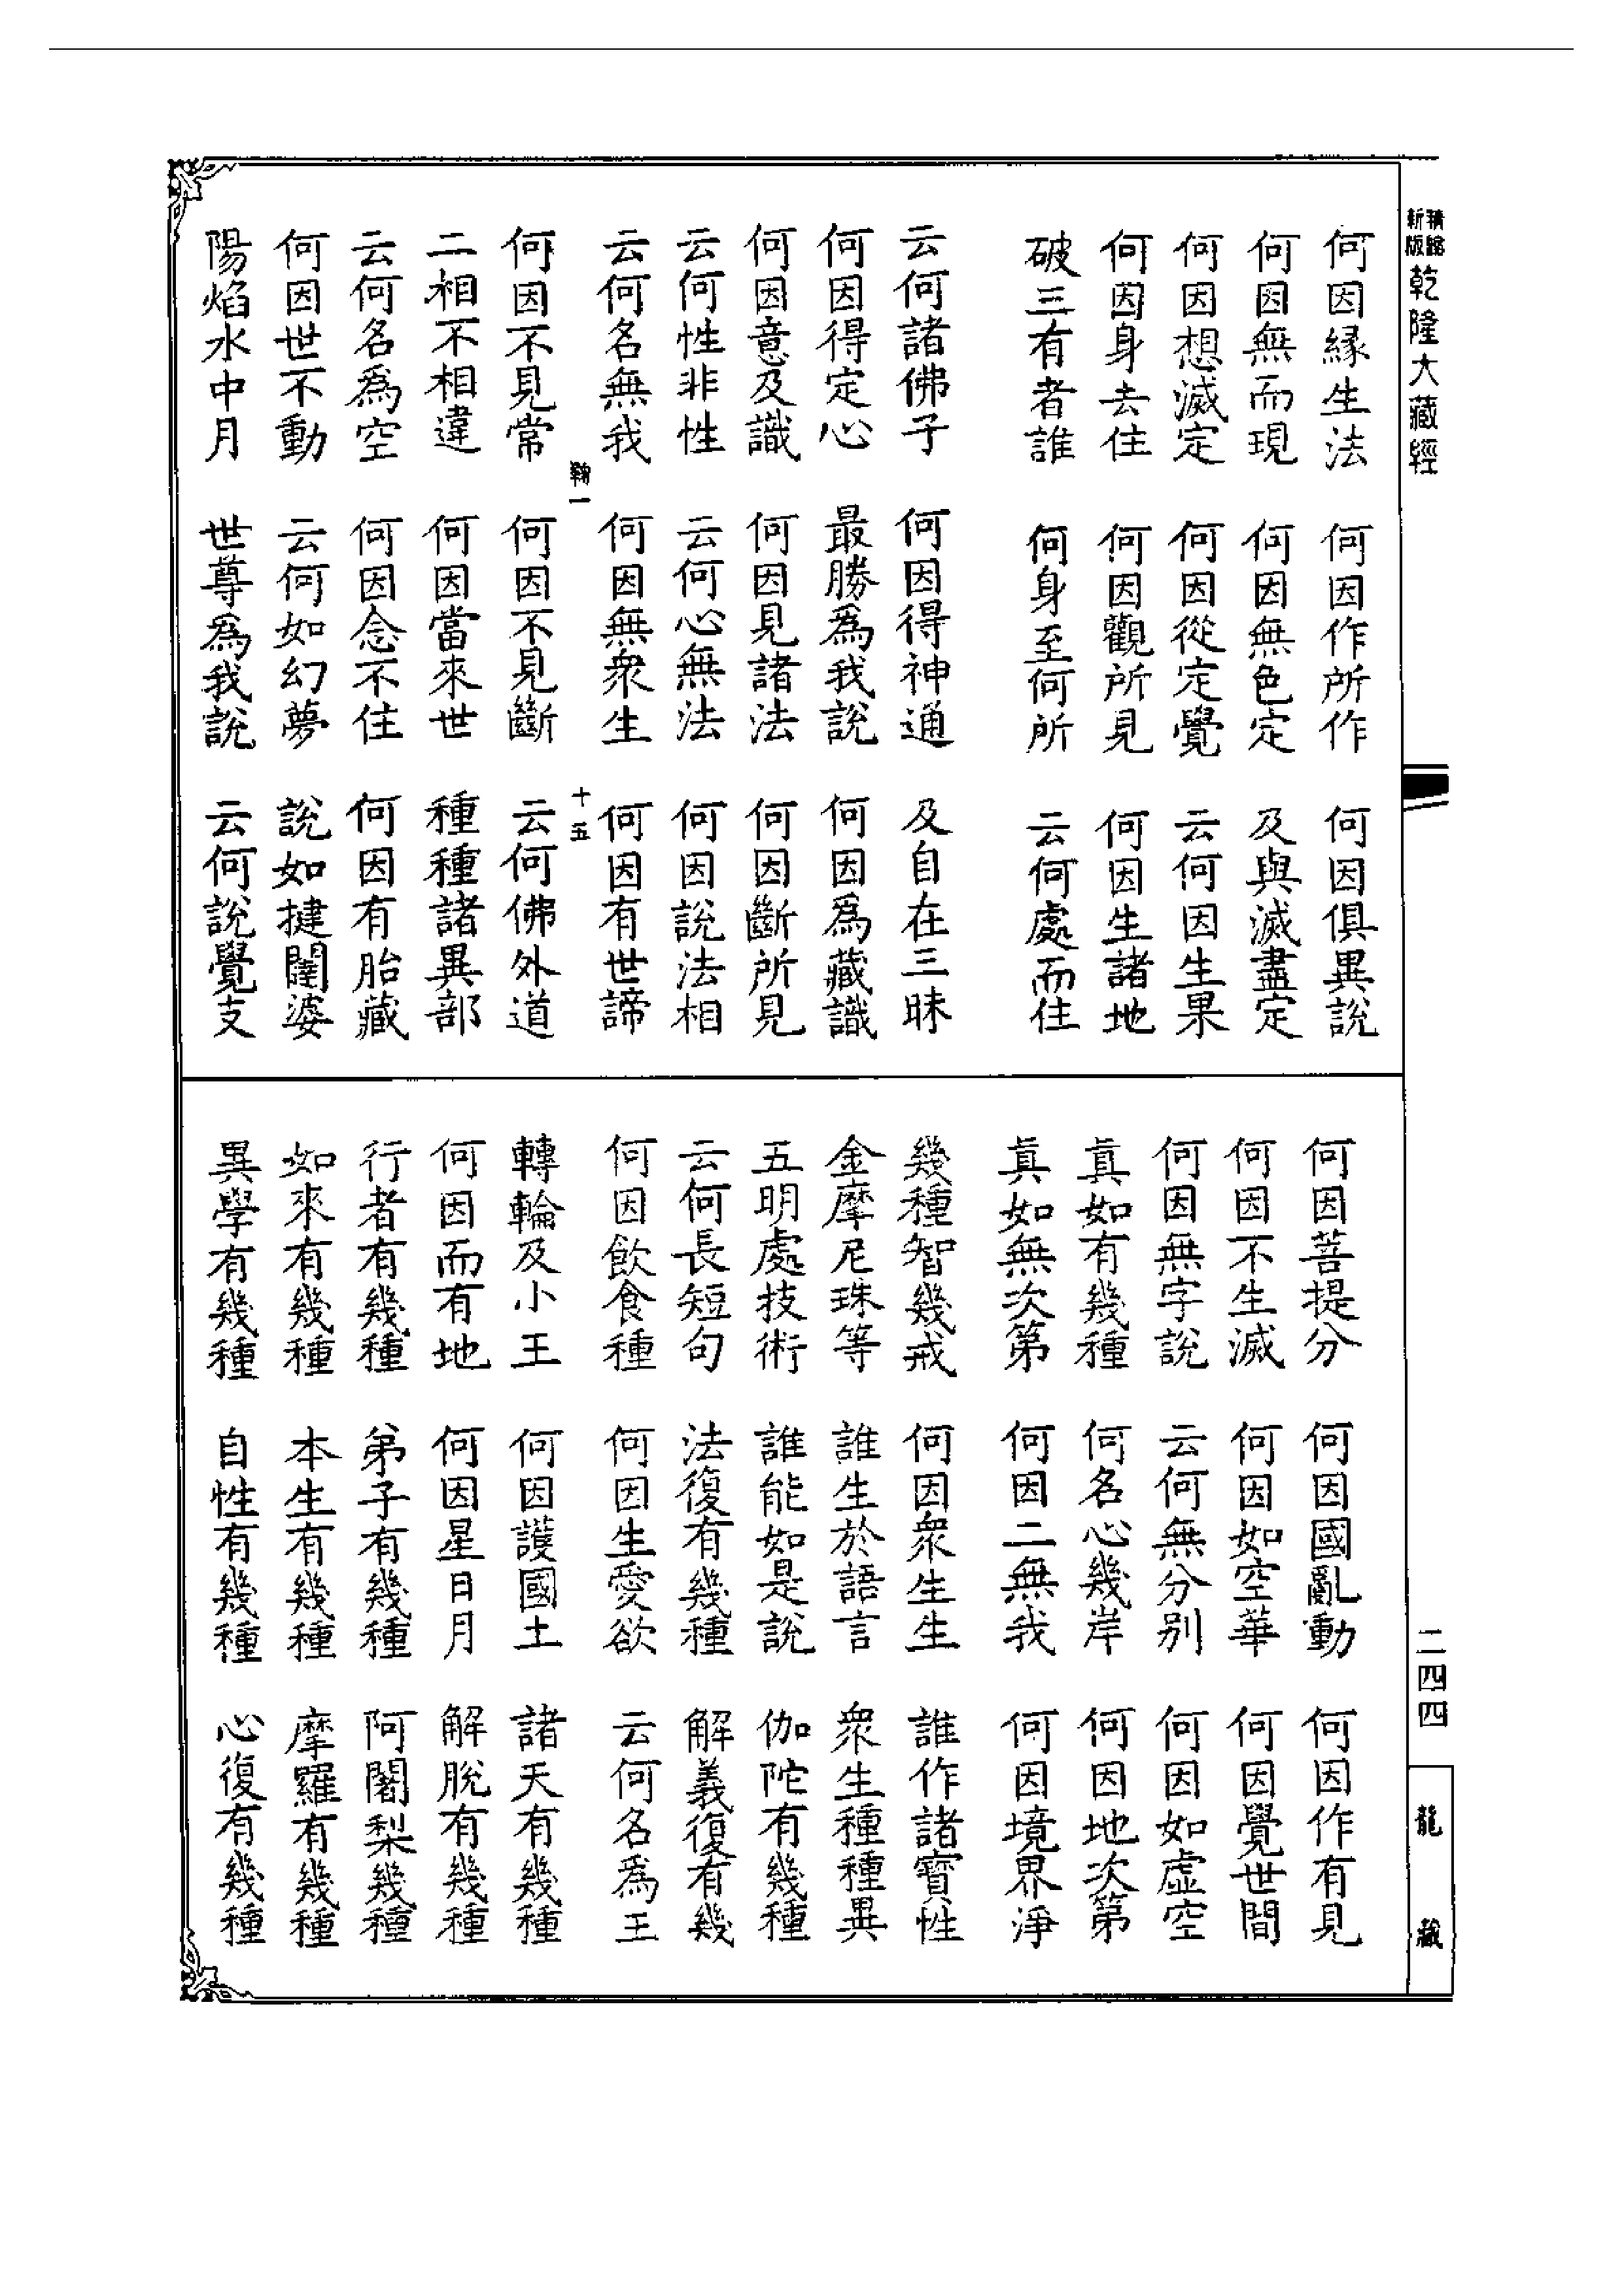 新版
精縮
乾隆大藏經
何因緣生法　何因作所作　何因俱異說
何因無而現　何因無色定　及與滅盡定
何因想滅定　何因從定覺　云何因生果
何因身去住　何因觀所見　何因生諸地
破三有者誰　何身至何所　云何處而住
云何諸佛子　何因得神通　及自在三昧
何因得定心　最勝爲我說　何因爲藏識
何因意及識　何因見諸法　何因斷所見
云何性非性　云何心無法　何因說法相
云何名無我　何因無衆生　何因有世諦
鞠一　十五
何因不見常　何因不見斷　云何佛外道
二相不相違　何因當來世　種種諸異部
云何名爲空　何因念不住　何因有胎藏
何因世不動　云何如幻夢　說如揵闥婆
陽焰水中月　世尊爲我說　云何說覺支
何因菩提分　何因國亂動　何因作有見
何因不生滅　何因如空華　何因覺世間
何因無字說　云何無分別　何因如虛空
真如有幾種　何名心幾岸　何因地次第
真如無次第　何因二無我　何因境界淨
幾種智幾戒　何因衆生生　誰作諸寶性
金摩尼珠等　誰生於語言　衆生種種異
五明處技術　誰能如是說　伽陀有幾種
云何長短句　法復有幾種　解義復有幾
何因飲食種　何因生愛欲　云何名爲王
轉輪及小王　何因護國土　諸天有幾種
何因而有地　何因星日月　解脫有幾種
行者有幾種　弟子有幾種　阿闍梨幾種
如來有幾種　本生有幾種　摩羅有幾種
異學有幾種　自性有幾種　心復有幾種
二四四
龍藏